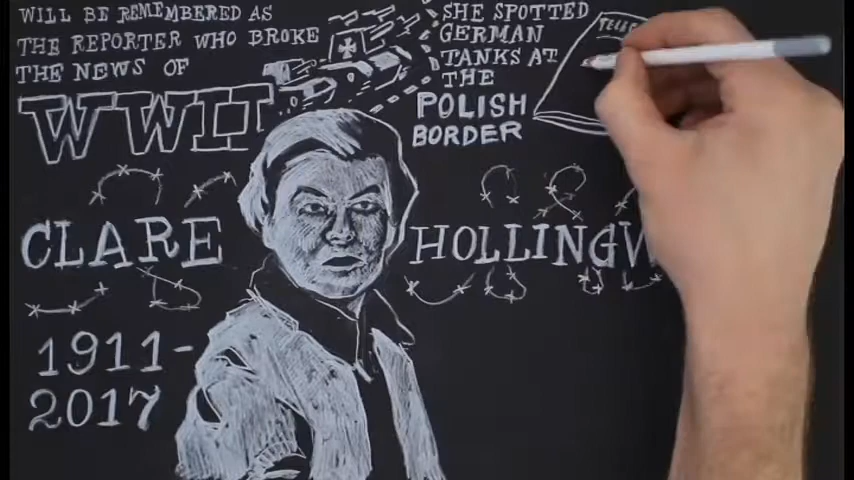 WILL BE REMEMBERED AS
THE REPORTER WHO BROKE
THE NEWS OF
WWII
SHE SPOTTED
GERMAN
TANKS AT
THE
POLISH
BORDER
CLARE HOLLINGW
1911-
2017